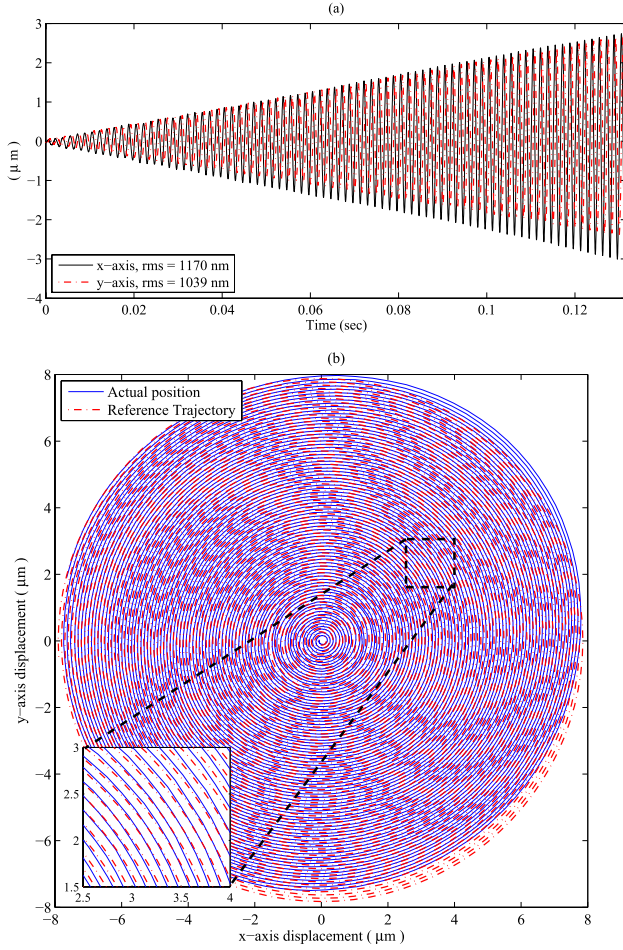 (a)
3
2
1
0
−1
−2
−3
−4
( μ m )
x−axis, rms = 1170 nm
y−axis, rms = 1039 nm
0 0.02 0.04 0.06 0.08 0.1 0.12
Time (sec)
(b)
8
6
4
2
0
−2
−4
−6
−8
y−axis displacement ( μm )
Actual position
Reference Trajectory
3
2.5
2
1.5
2.5 3 3.5 4
−8 −6 −4 −2 0 2 4 6 8
x−axis displacement ( μm )